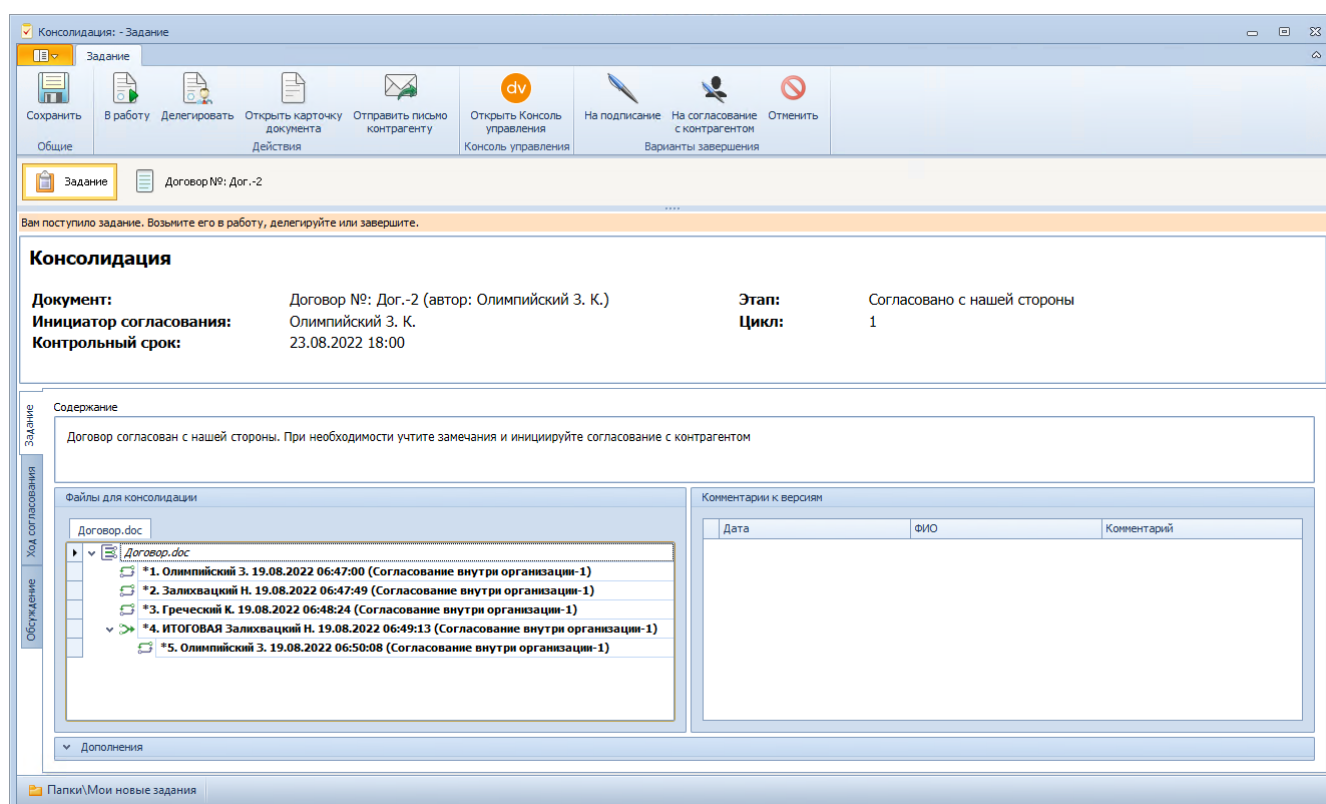 Консолидация: - Задание
Задание
Сохранить
В работу
Делегировать
Открыть карточку
документа
Отправить письмо
контрагенту
Открыть Консоль
управления
На подписание
На согласование
с контрагентом
Отменить
Общие
Действия
Консоль управления
Варианты завершения
dv
Задание
Договор №: Дог.-2
Вам поступило задание. Возьмите его в работу, делегируйте или завершите.
Консолидация
Документ: Договор №: Дог.-2 (автор: Олимпийский З. К.) Этап: Согласовано с нашей стороны
Инициатор согласования: Олимпийский З. К. Цикл: 1
Контрольный срок: 23.08.2022 18:00
Задание
Ход согласования
Обсуждение
Содержание
Договор согласован с нашей стороны. При необходимости учтите замечания и инициируйте согласование с контрагентом
Файлы для консолидации
Договор.doc
Договор.doc
*1. Олимпийский З. 19.08.2022 06:47:00 (Согласование внутри организации-1)
*2. Залихвацкий Н. 19.08.2022 06:47:49 (Согласование внутри организации-1)
*3. Греческий К. 19.08.2022 06:48:24 (Согласование внутри организации-1)
*4. ИТОГОВАЯ Залихвацкий Н. 19.08.2022 06:49:13 (Согласование внутри организации-1)
*5. Олимпийский З. 19.08.2022 06:50:08 (Согласование внутри организации-1)
Комментарии к версиям
Дата ФИО Комментарий
Дополнения
Папки\Мои новые задания